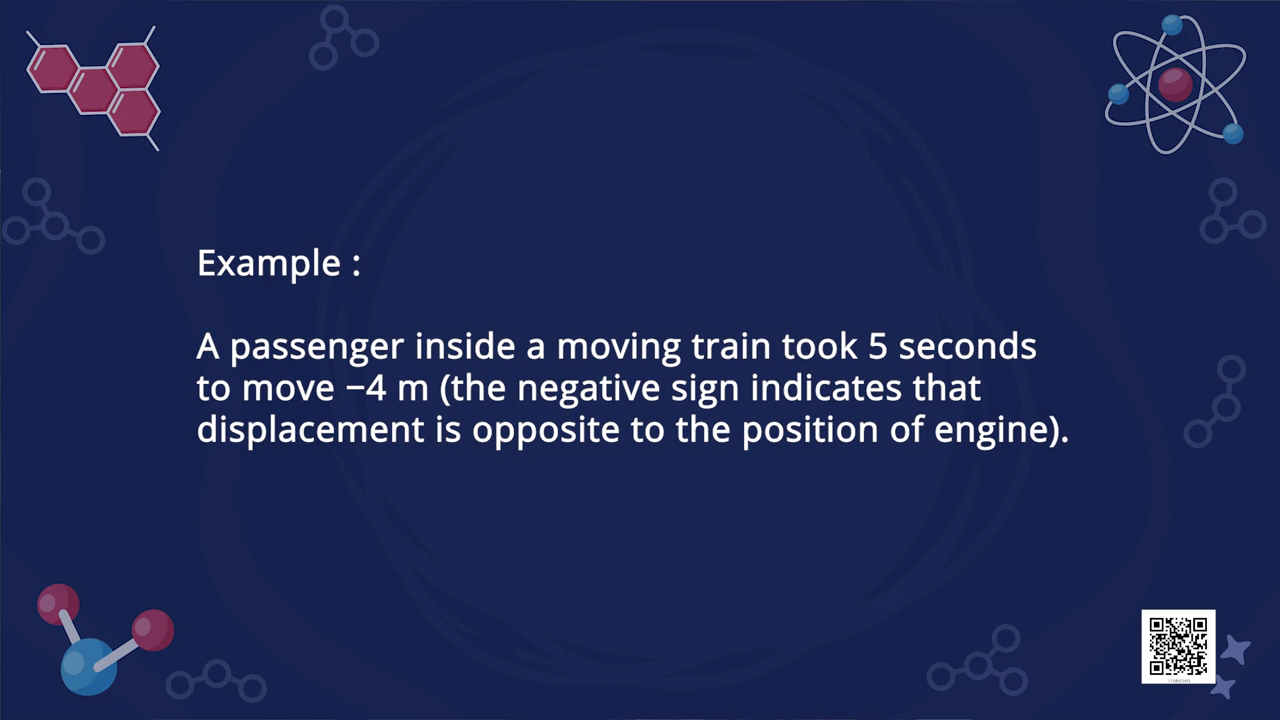 Example :
A passenger inside a moving train took 5 seconds
to move −4 m (the negative sign indicates that
displacement is opposite to the position of engine).